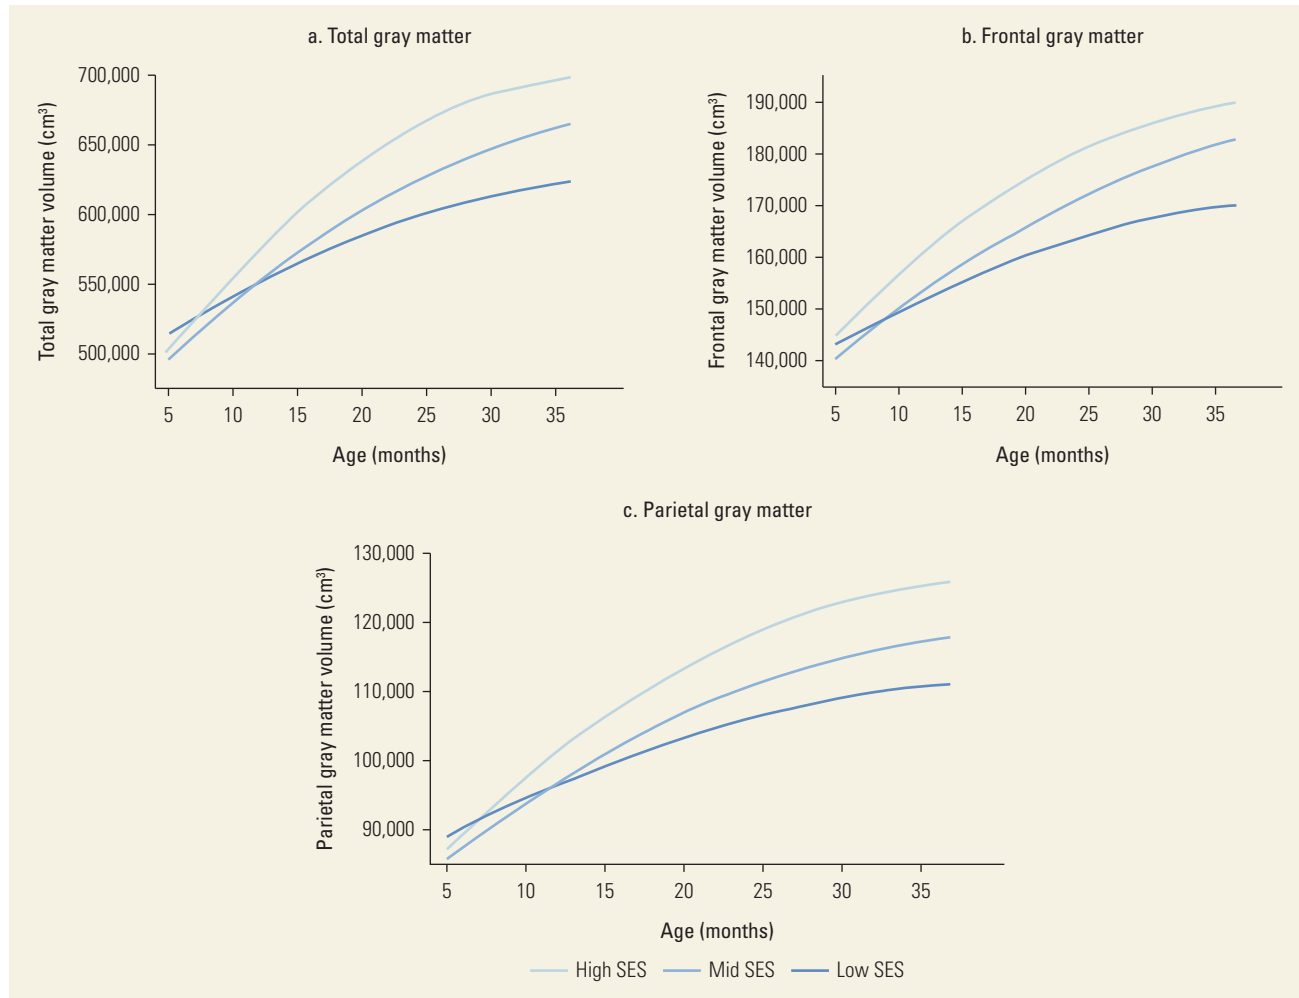 a. Total gray matter
Total gray matter volume (cm³)
700,000
650,000
600,000
550,000
500,000
5 10 15 20 25 30 35
Age (months)
b. Frontal gray matter
Frontal gray matter volume (cm³)
190,000
180,000
170,000
160,000
150,000
140,000
5 10 15 20 25 30 35
Age (months)
c. Parietal gray matter
Parietal gray matter volume (cm³)
130,000
120,000
110,000
100,000
90,000
5 10 15 20 25 30 35
Age (months)
High SES Mid SES Low SES